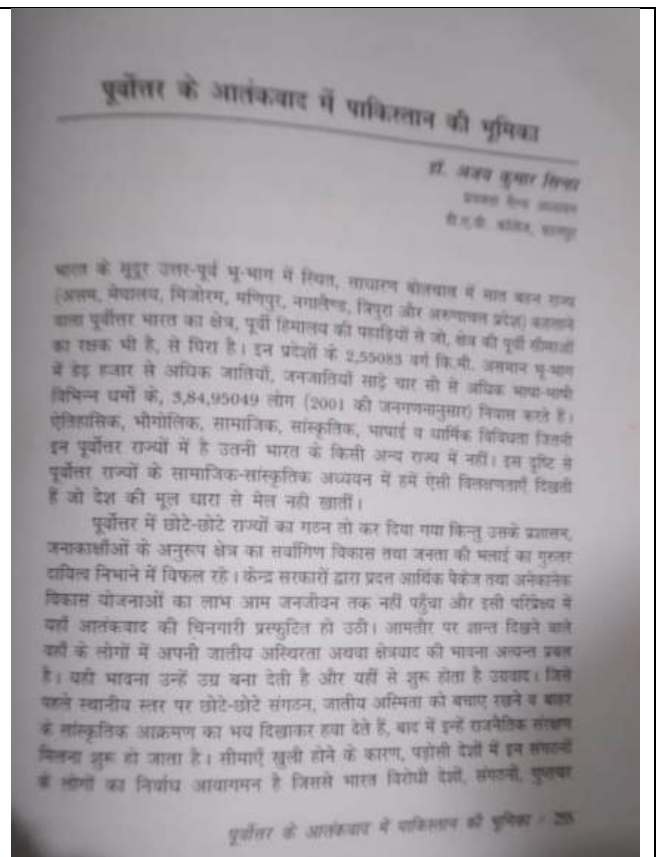 पूर्वोत्तर के आतंकवाद में पाकिस्तान की भूमिका
डॉ. अजय कुमार सिन्हा
प्रवक्ता सैन्य अध्ययन
डी.ए.वी. कॉलेज, कानपुर
भारत के सुदूर उत्तर-पूर्व भू-भाग में स्थित, साधारण बोलचाल में सात बहन राज्य
(असम, मेघालय, मिजोरम, मणिपुर, नगालैण्ड, त्रिपुरा और अरुणाचल प्रदेश) कहलाने
वाला पूर्वोत्तर भारत का क्षेत्र, पूर्वी हिमालय की पहाड़ियों से जो, क्षेत्र की पूर्वी सीमाओं
का रक्षक भी है, से घिरा है। इन प्रदेशों के 2,55083 वर्ग कि.मी. असमान भू-भाग
में डेढ़ हजार से अधिक जातियों, जनजातियों साढ़े चार सौ से अधिक भाषा-भाषी
विभिन्न धर्मों के, 3,84,95049 लोग (2001 की जनगणनानुसार) निवास करते हैं।
ऐतिहासिक, भौगोलिक, सामाजिक, सांस्कृतिक, भाषाई व धार्मिक विविधता जितनी
इन पूर्वोत्तर राज्यों में है उतनी भारत के किसी अन्य राज्य में नहीं। इस दृष्टि से
पूर्वोत्तर राज्यों के सामाजिक-सांस्कृतिक अध्ययन में हमें ऐसी विलक्षणताएँ दिखती
हैं जो देश की मूल धारा से मेल नही खातीं।
पूर्वोत्तर में छोटे-छोटे राज्यों का गठन तो कर दिया गया किन्तु उसके प्रशासन,
जनाकांक्षाओं के अनुरूप क्षेत्र का सर्वांगिण विकास तथा जनता की भलाई का गुरुतर
दायित्व निभाने में विफल रहे। केन्द्र सरकारों द्वारा प्रदत्त आर्थिक पैकेज तथा अनेकानेक
विकास योजनाओं का लाभ आम जनजीवन तक नहीं पहुँचा और इसी परिप्रेक्ष्य में
यहाँ आतंकवाद की चिनगारी प्रस्फुटित हो उठी। आमतौर पर शान्त दिखने वाले
वहाँ के लोगों में अपनी जातीय अस्थिरता अथवा क्षेत्रवाद की भावना अत्यन्त प्रबल
है। यही भावना उन्हें उग्र बना देती है और यहीं से शुरू होता है उग्रवाद। जिसे
पहले स्थानीय स्तर पर छोटे-छोटे संगठन, जातीय अस्मिता को बचाए रखने व बाहर
के सांस्कृतिक आक्रमण का भय दिखाकर हवा देते हैं, बाद में इन्हें राजनैतिक संरक्षण
मिलना शुरू हो जाता है। सीमाएँ खुली होने के कारण, पड़ोसी देशों में इन संगठनों
के लोगों का निर्बाध आवागमन है जिससे भारत विरोधी देशों, संगठनों, गुप्तचर
पूर्वोत्तर के आतंकवाद में पाकिस्तान की भूमिका :